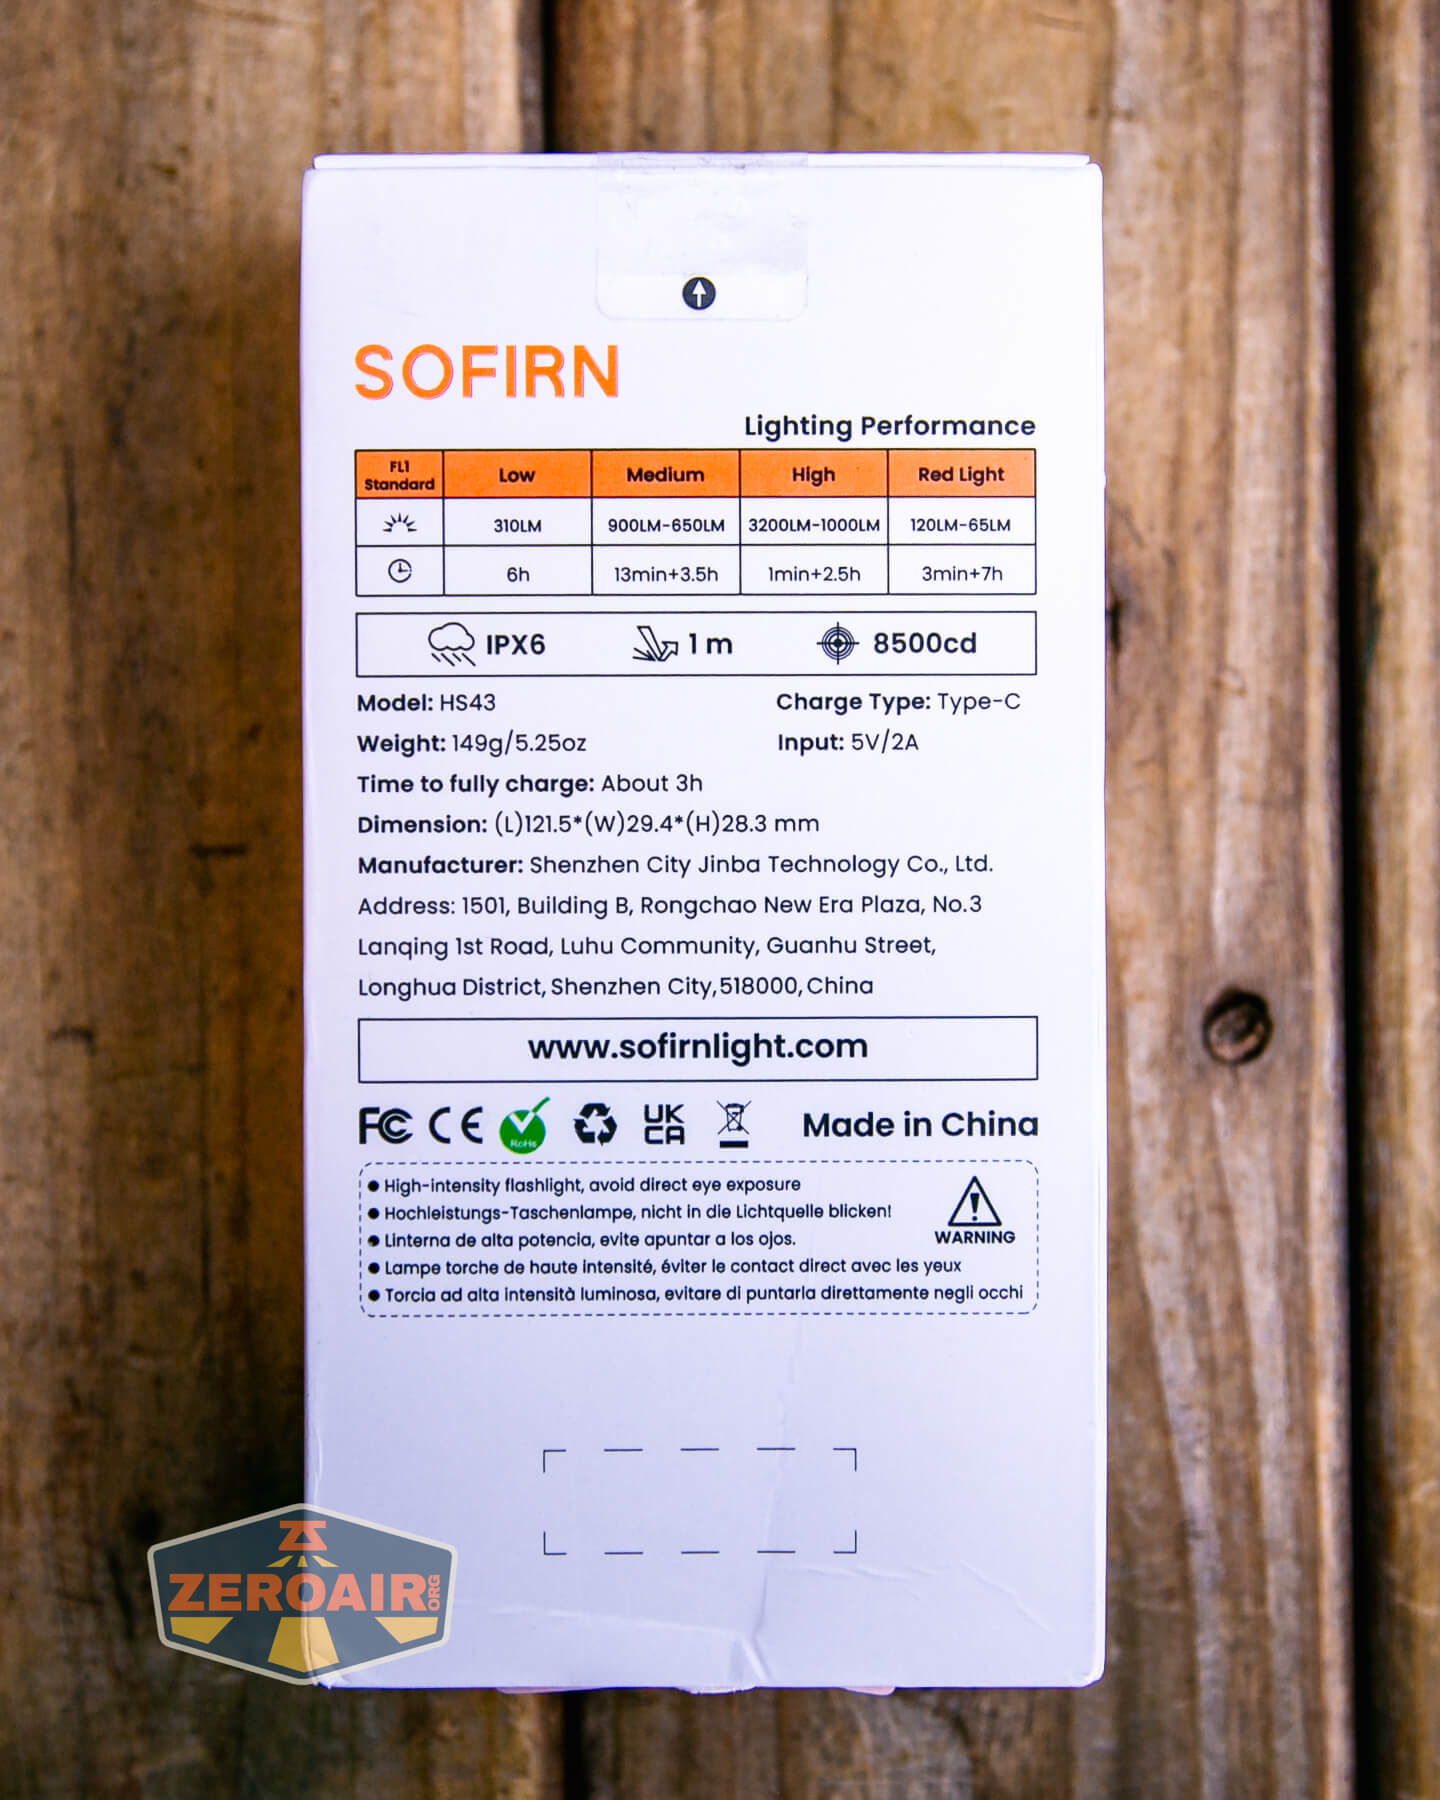 SOFIRN
Lighting Performance
FL1 Standard Low Medium High Red Light
310LM 900LM-650LM 3200LM-1000LM 120LM-65LM
6h 13min+3.5h 1min+2.5h 3min+7h
IPX6 1 m 8500cd
Model: HS43 Charge Type: Type-C
Weight: 149g/5.25oz Input: 5V/2A
Time to fully charge: About 3h
Dimension: (L)121.5*(W)29.4*(H)28.3 mm
Manufacturer: Shenzhen City Jinba Technology Co., Ltd.
Address: 1501, Building B, Rongchao New Era Plaza, No.3
Lanqing 1st Road, Luhu Community, Guanhu Street,
Longhua District, Shenzhen City,518000, China
www.sofirnlight.com
FC CE RoHs UK CA Made in China
● High-intensity flashlight, avoid direct eye exposure
● Hochleistungs-Taschenlampe, nicht in die Lichtquelle blicken!
● Linterna de alta potencia, evite apuntar a los ojos.
● Lampe torche de haute intensité, éviter le contact direct avec les yeux
● Torcia ad alta intensità luminosa, evitare di puntarla direttamente negli occhi
WARNING
ZEROAIR.ORG